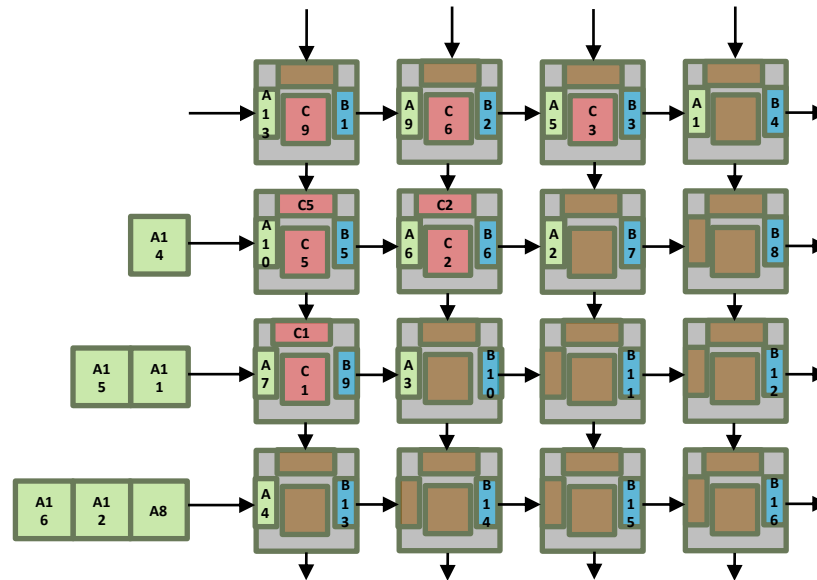 A13 C9 B1 A9 C6 B2 A5 C3 B3 A1 B4
C5 C2
A14 A10 C5 B5 A6 C2 B6 A2 B7 B8
C1
A15 A11 A7 C1 B9 A3 B10 B11 B12
A16 A12 A8 A4 B13 B14 B15 B16